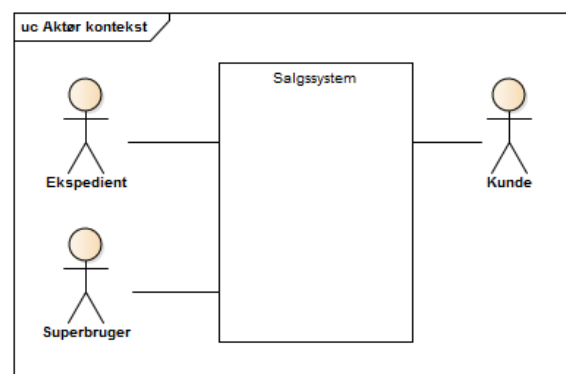 uc Aktør kontekst
Salgssystem
Ekspedient
Kunde
Superbruger